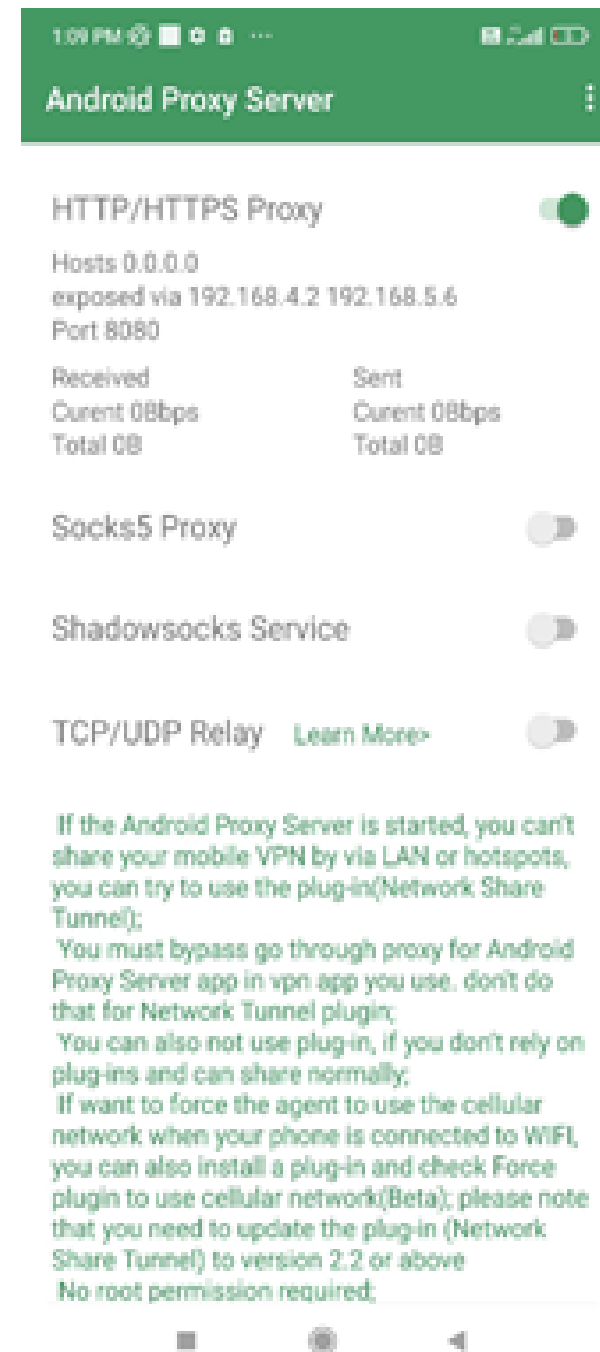 1:09 PM
Android Proxy Server
HTTP/HTTPS Proxy
Hosts 0.0.0.0
exposed via 192.168.4.2 192.168.5.6
Port 8080
Received
Curent 0Bbps
Total 0B
Sent
Curent 0Bbps
Total 0B
Socks5 Proxy
Shadowsocks Service
TCP/UDP Relay Learn More>
If the Android Proxy Server is started, you can't
share your mobile VPN by via LAN or hotspots,
you can try to use the plug-in(Network Share
Tunnel);
You must bypass go through proxy for Android
Proxy Server app in vpn app you use. don't do
that for Network Tunnel plugin;
You can also not use plug-in, if you don't rely on
plug-ins and can share normally;
If want to force the agent to use the cellular
network when your phone is connected to WIFI,
you can also install a plug-in and check Force
plugin to use cellular network(Beta); please note
that you need to update the plug-in (Network
Share Tunnel) to version 2.2 or above
No root permission required;